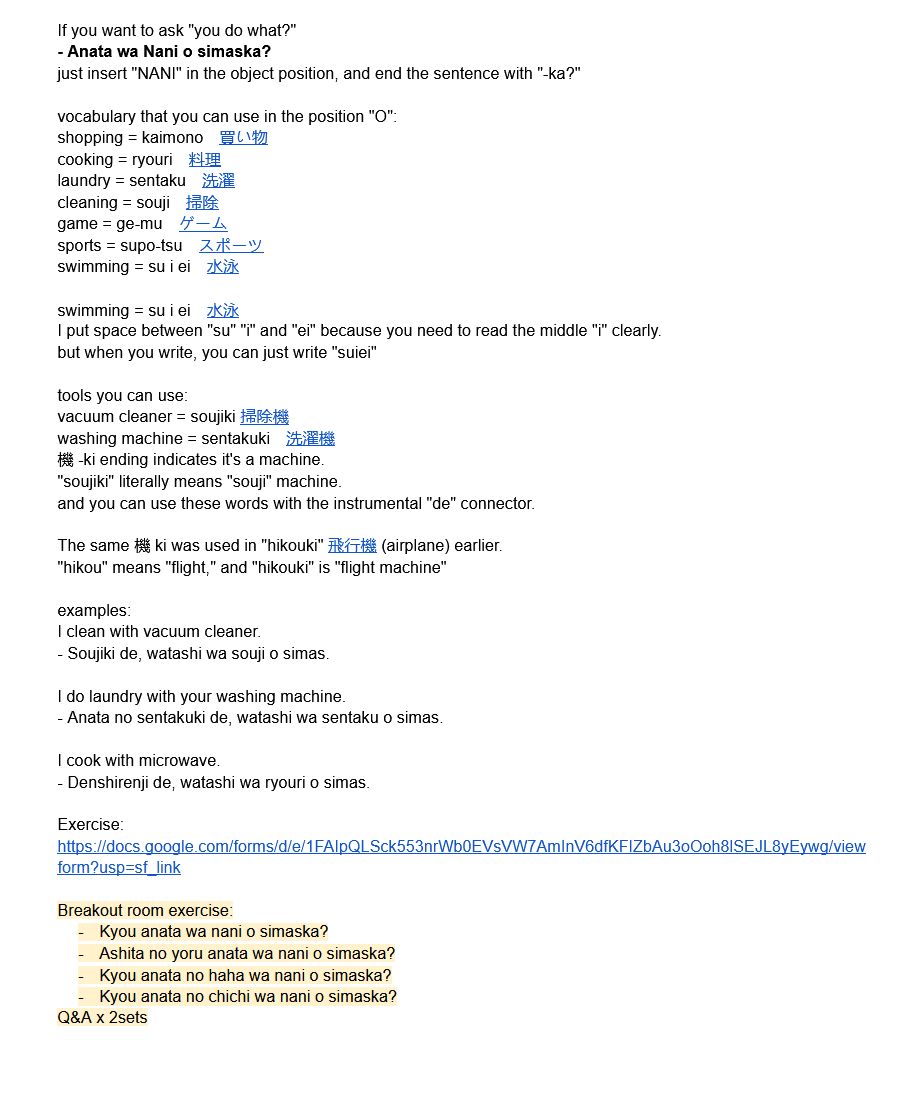 If you want to ask "you do what?"
- Anata wa Nani o simaska?
just insert "NANI" in the object position, and end the sentence with "-ka?"
vocabulary that you can use in the position "O":
shopping = kaimono 買い物
cooking = ryouri 料理
laundry = sentaku 洗濯
cleaning = souji 掃除
game = ge-mu ゲーム
sports = supo-tsu スポーツ
swimming = su i ei 水泳
swimming = su i ei 水泳
I put space between "su" "i" and "ei" because you need to read the middle "i" clearly.
but when you write, you can just write "suiei"
tools you can use:
vacuum cleaner = soujiki 掃除機
washing machine = sentakuki 洗濯機
機 -ki ending indicates it's a machine.
"soujiki" literally means "souji" machine.
and you can use these words with the instrumental "de" connector.
The same 機 ki was used in "hikouki" 飛行機 (airplane) earlier.
"hikou" means "flight," and "hikouki" is "flight machine"
examples:
I clean with vacuum cleaner.
- Soujiki de, watashi wa souji o simas.
I do laundry with your washing machine.
- Anata no sentakuki de, watashi wa sentaku o simas.
I cook with microwave.
- Denshirenji de, watashi wa ryouri o simas.
Exercise:
https://docs.google.com/forms/d/e/1FAIpQLSck553nrWb0EVsVW7AmInV6dfKFlZbAu3oOoh8lSEJL8yEywg/view
form?usp=sf_link
Breakout room exercise:
- Kyou anata wa nani o simaska?
- Ashita no yoru anata wa nani o simaska?
- Kyou anata no haha wa nani o simaska?
- Kyou anata no chichi wa nani o simaska?
Q&A x 2sets